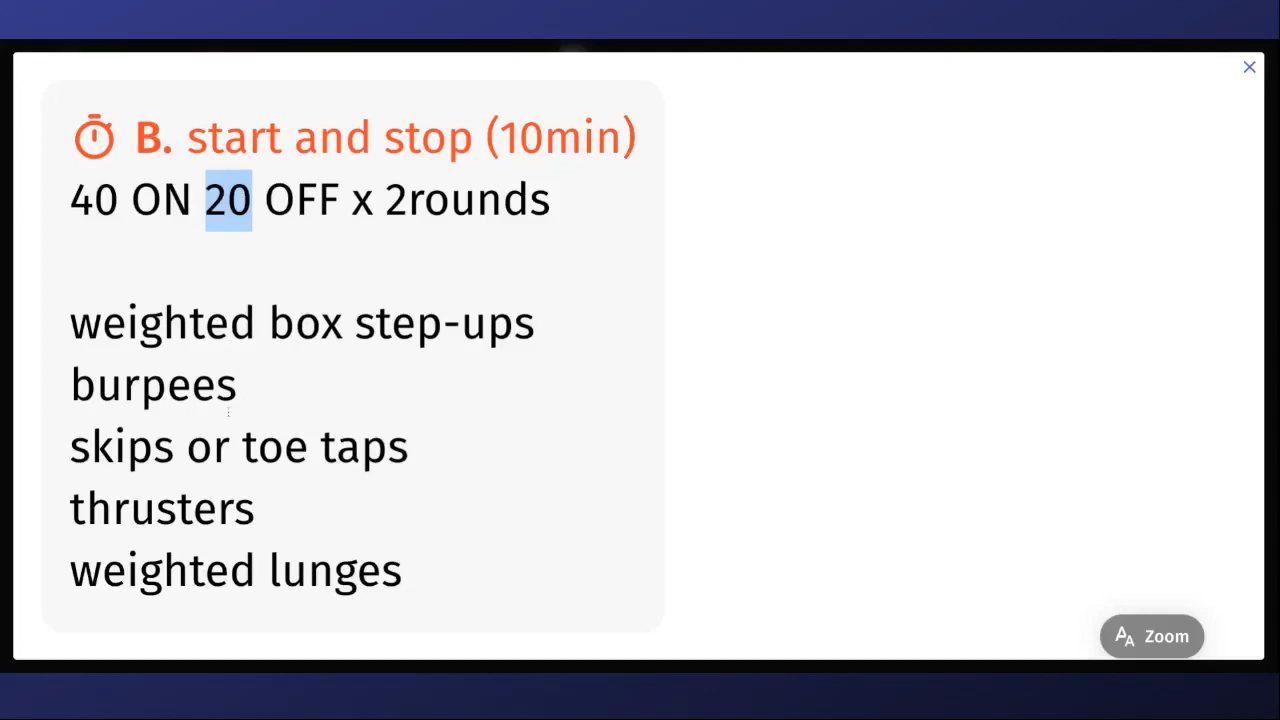 B. start and stop (10min)
40 ON 20 OFF x 2rounds
weighted box step-ups
burpees
skips or toe taps
thrusters
weighted lunges
Zoom